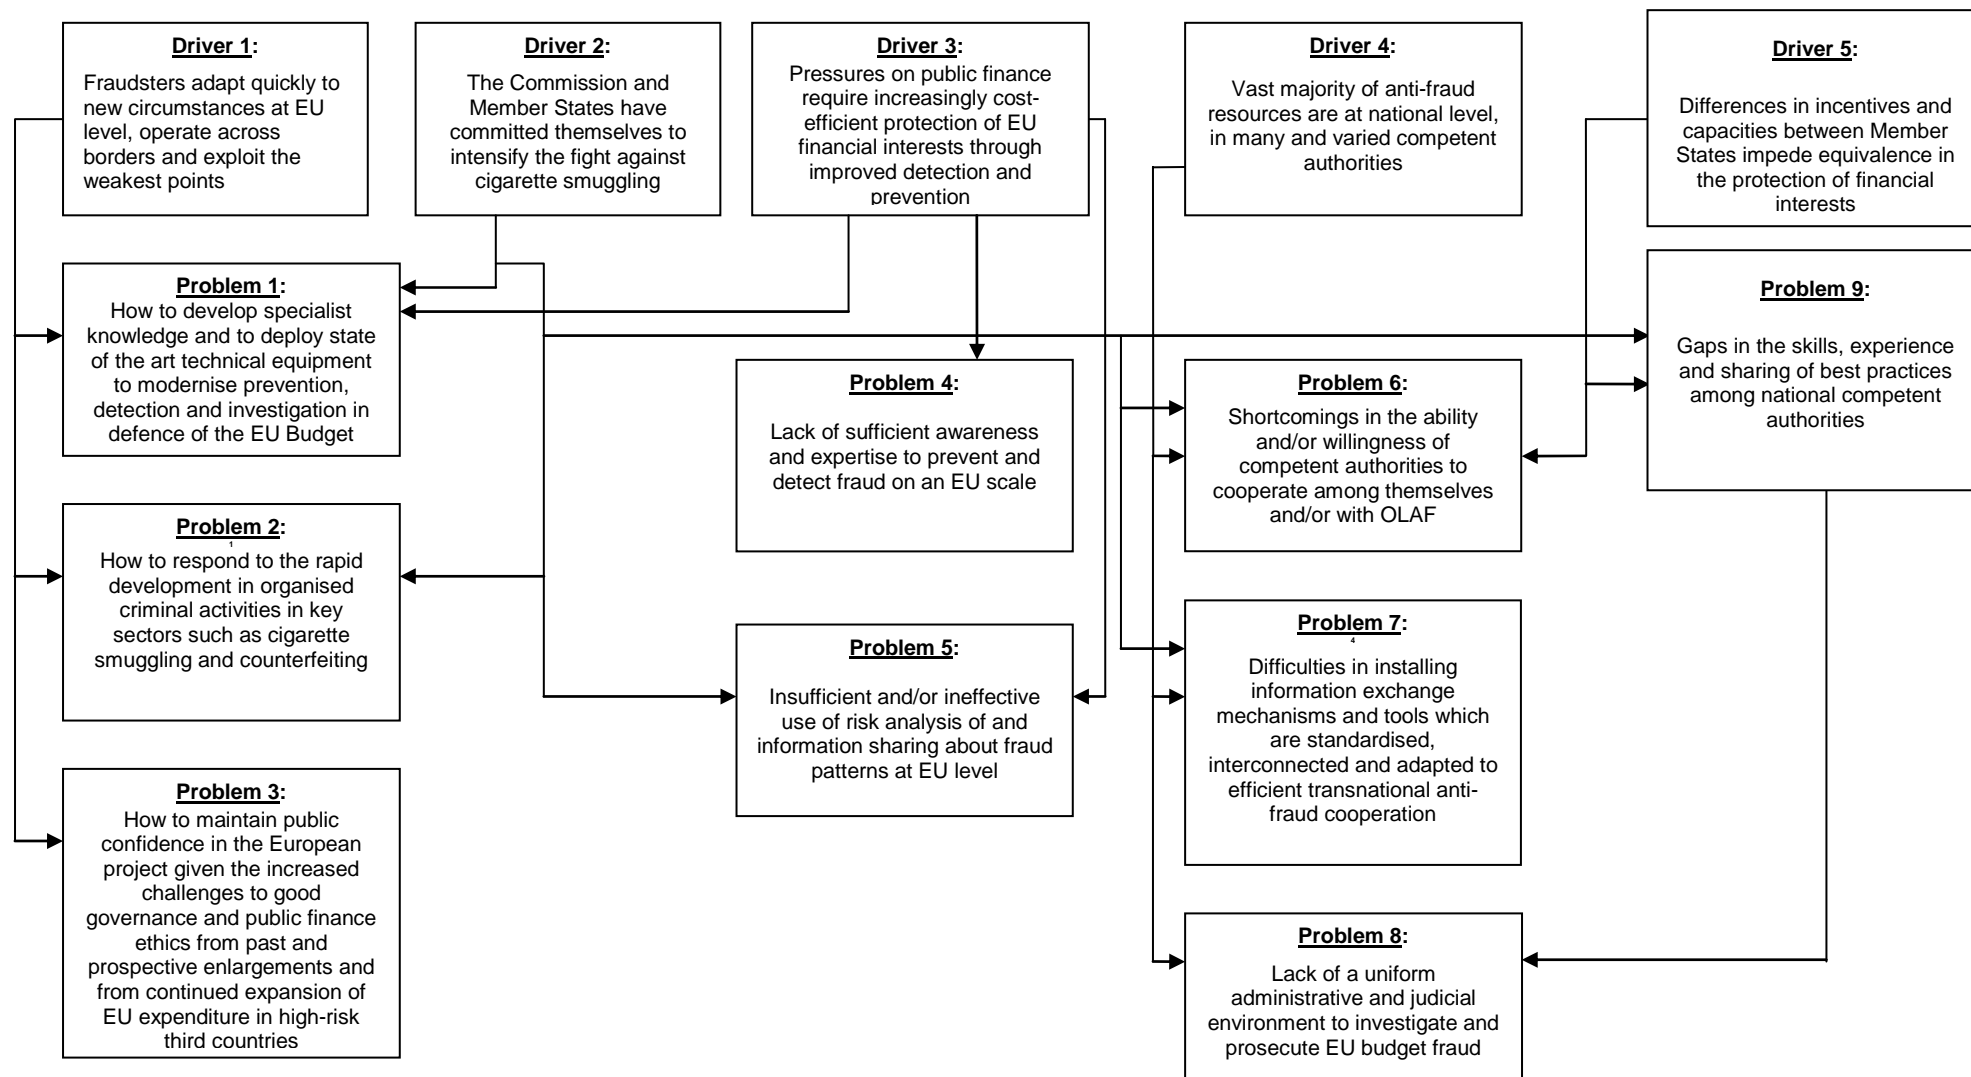 Driver 1:
Fraudsters adapt quickly to
new circumstances at EU
level, operate across
borders and exploit the
weakest points
Driver 2:
The Commission and
Member States have
committed themselves to
intensify the fight against
cigarette smuggling
Driver 3:
Pressures on public finance
require increasingly cost-
efficient protection of EU
financial interests through
improved detection and
prevention
Driver 4:
Vast majority of anti-fraud
resources are at national level,
in many and varied competent
authorities
Driver 5:
Differences in incentives and
capacities between Member
States impede equivalence in
the protection of financial
interests
Problem 1:
How to develop specialist
knowledge and to deploy state
of the art technical equipment
to modernise prevention,
detection and investigation in
defence of the EU Budget
Problem 9:
Gaps in the skills, experience
and sharing of best practices
among national competent
authorities
Problem 4:
Lack of sufficient awareness
and expertise to prevent and
detect fraud on an EU scale
Problem 6:
Shortcomings in the ability
and/or willingness of
competent authorities to
cooperate among themselves
and/or with OLAF
Problem 2:
1
How to respond to the rapid
development in organised
criminal activities in key
sectors such as cigarette
smuggling and counterfeiting
Problem 5:
Insufficient and/or ineffective
use of risk analysis of and
information sharing about fraud
patterns at EU level
Problem 7:
4
Difficulties in installing
information exchange
mechanisms and tools which
are standardised,
interconnected and adapted to
efficient transnational anti-
fraud cooperation
Problem 3:
How to maintain public
confidence in the European
project given the increased
challenges to good
governance and public finance
ethics from past and
prospective enlargements and
from continued expansion of
EU expenditure in high-risk
third countries
Problem 8:
Lack of a uniform
administrative and judicial
environment to investigate and
prosecute EU budget fraud